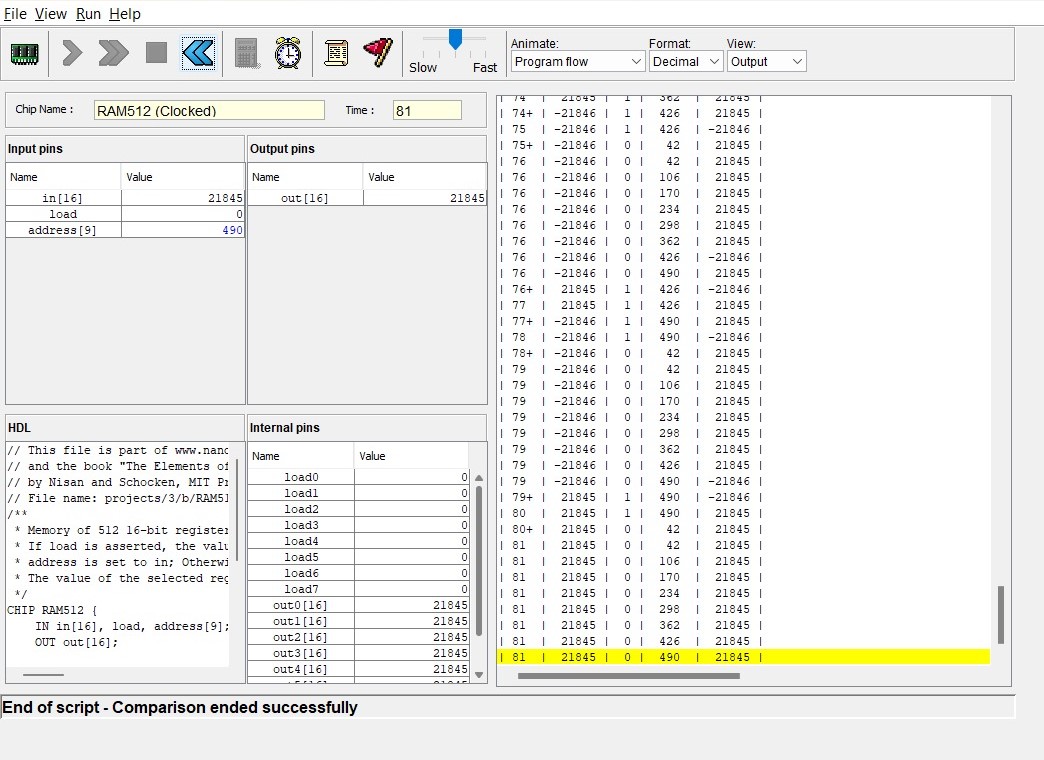 File View Run Help
Slow Fast
Animate:
Program flow
Format:
Decimal
View:
Output
Chip Name : RAM512 (Clocked) Time : 81
Input pins
Name Value
in[16] 21845
load 0
address[9] 490
Output pins
Name Value
out[16] 21845
HDL
// This file is part of www.nand
// and the book "The Elements of
// by Nisan and Schocken, MIT Pr
// File name: projects/3/b/RAM51
/**
* Memory of 512 16-bit register
* If load is asserted, the valu
* address is set to in; Otherwi
* The value of the selected reg
*/
CHIP RAM512 {
IN in[16], load, address[9];
OUT out[16];
Internal pins
Name Value
load0 0
load1 0
load2 0
load3 0
load4 0
load5 0
load6 0
load7 0
out0[16] 21845
out1[16] 21845
out2[16] 21845
out3[16] 21845
out4[16] 21845
out5[16] 21845
| 74 | 21845 | 1 | 362 | 21845 |
| 74+ | -21846 | 1 | 426 | 21845 |
| 75 | -21846 | 1 | 426 | -21846 |
| 75+ | -21846 | 0 | 42 | 21845 |
| 76 | -21846 | 0 | 42 | 21845 |
| 76 | -21846 | 0 | 106 | 21845 |
| 76 | -21846 | 0 | 170 | 21845 |
| 76 | -21846 | 0 | 234 | 21845 |
| 76 | -21846 | 0 | 298 | 21845 |
| 76 | -21846 | 0 | 362 | 21845 |
| 76 | -21846 | 0 | 426 | -21846 |
| 76 | -21846 | 0 | 490 | 21845 |
| 76+ | 21845 | 1 | 426 | -21846 |
| 77 | 21845 | 1 | 426 | 21845 |
| 77+ | -21846 | 1 | 490 | 21845 |
| 78 | -21846 | 1 | 490 | -21846 |
| 78+ | -21846 | 0 | 42 | 21845 |
| 79 | -21846 | 0 | 42 | 21845 |
| 79 | -21846 | 0 | 106 | 21845 |
| 79 | -21846 | 0 | 170 | 21845 |
| 79 | -21846 | 0 | 234 | 21845 |
| 79 | -21846 | 0 | 298 | 21845 |
| 79 | -21846 | 0 | 362 | 21845 |
| 79 | -21846 | 0 | 426 | 21845 |
| 79 | -21846 | 0 | 490 | -21846 |
| 79+ | 21845 | 1 | 490 | -21846 |
| 80 | 21845 | 1 | 490 | 21845 |
| 80+ | 21845 | 0 | 42 | 21845 |
| 81 | 21845 | 0 | 42 | 21845 |
| 81 | 21845 | 0 | 106 | 21845 |
| 81 | 21845 | 0 | 170 | 21845 |
| 81 | 21845 | 0 | 234 | 21845 |
| 81 | 21845 | 0 | 298 | 21845 |
| 81 | 21845 | 0 | 362 | 21845 |
| 81 | 21845 | 0 | 426 | 21845 |
| 81 | 21845 | 0 | 490 | 21845 |
End of script - Comparison ended successfully